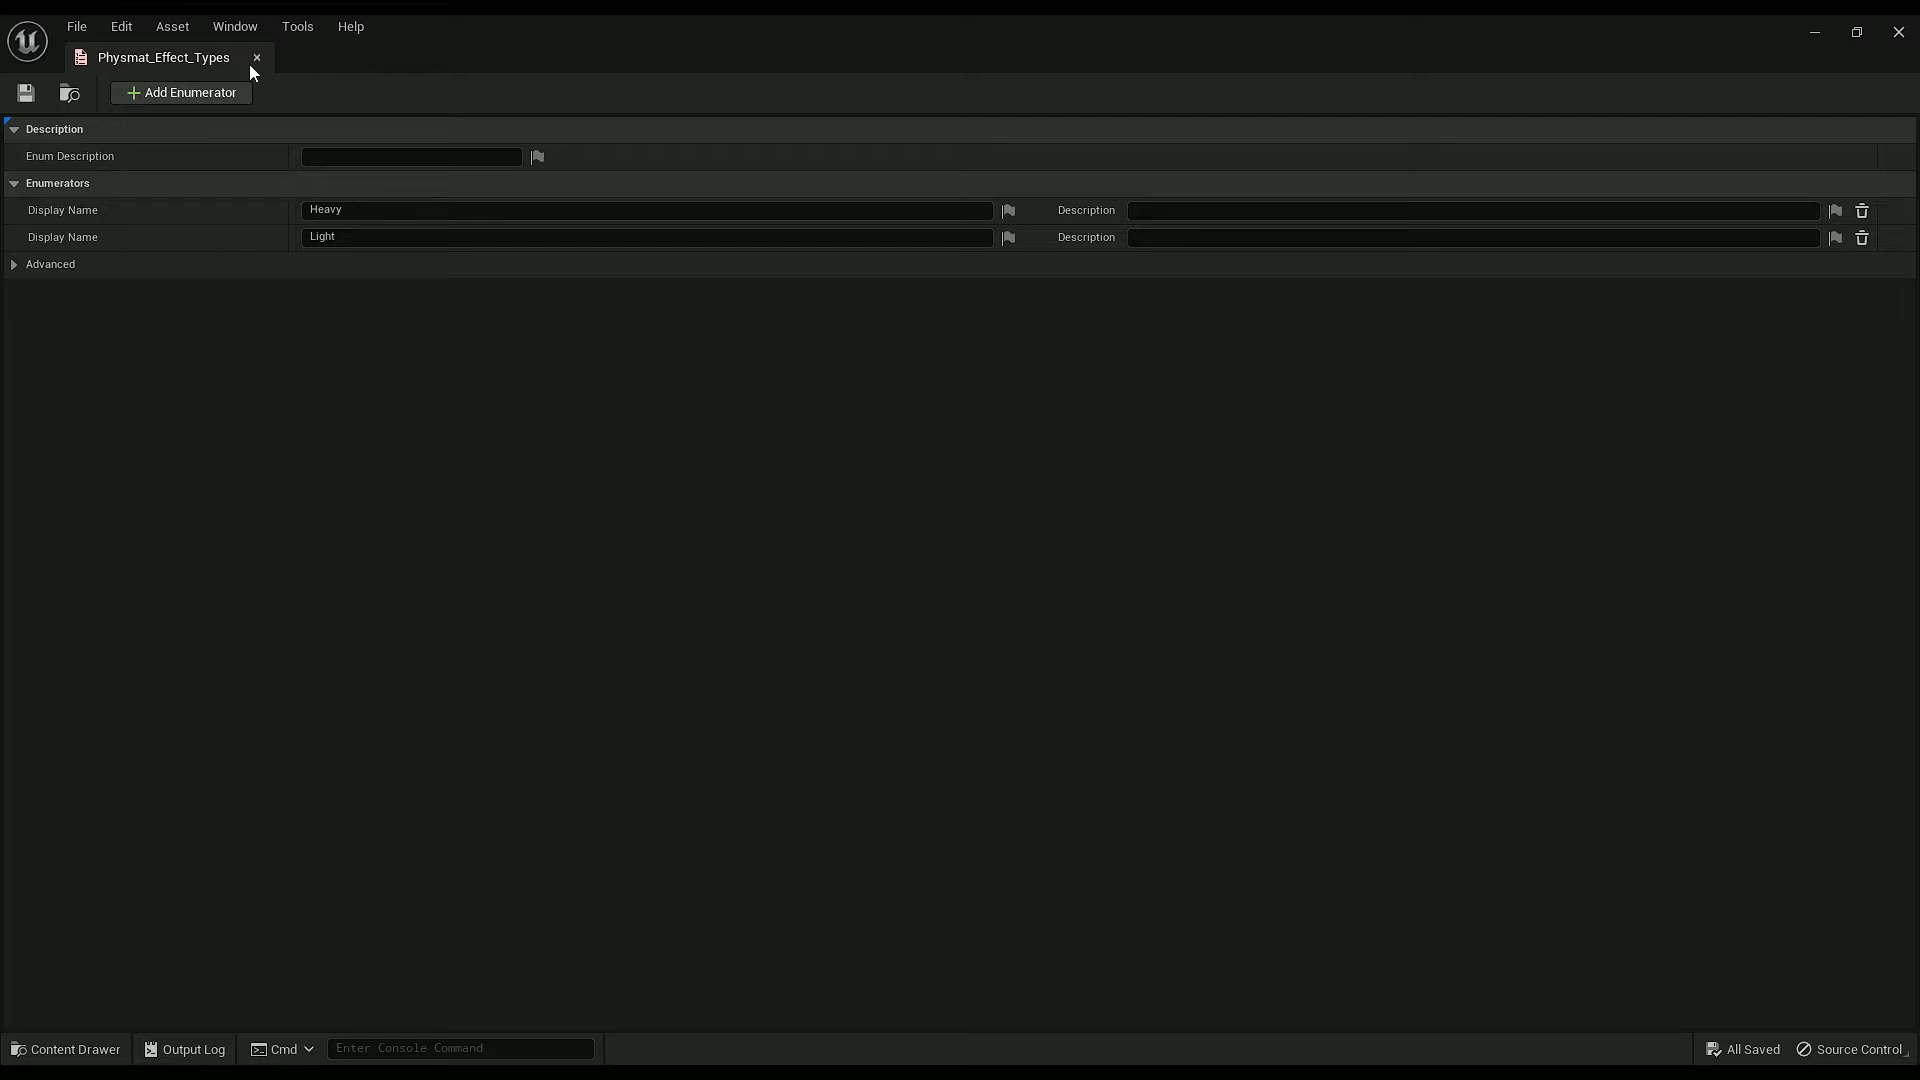 File Edit Asset Window Tools Help
Physmat_Effect_Types
Add Enumerator
Description
Enum Description
Enumerators
Display Name Heavy Description
Display Name Light Description
Advanced
Content Drawer Output Log Cmd Enter Console Command All Saved Source Control